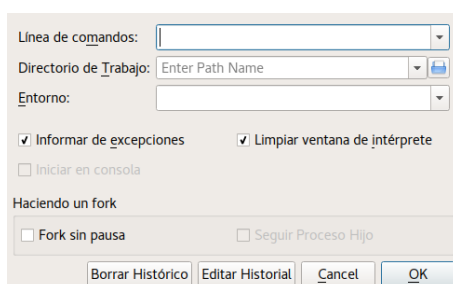 Línea de comandos:
Directorio de Trabajo: Enter Path Name
Entorno:
Informar de excepciones Limpiar ventana de intérprete
Iniciar en consola
Haciendo un fork
Fork sin pausa Seguir Proceso Hijo
Borrar Histórico Editar Historial Cancel OK